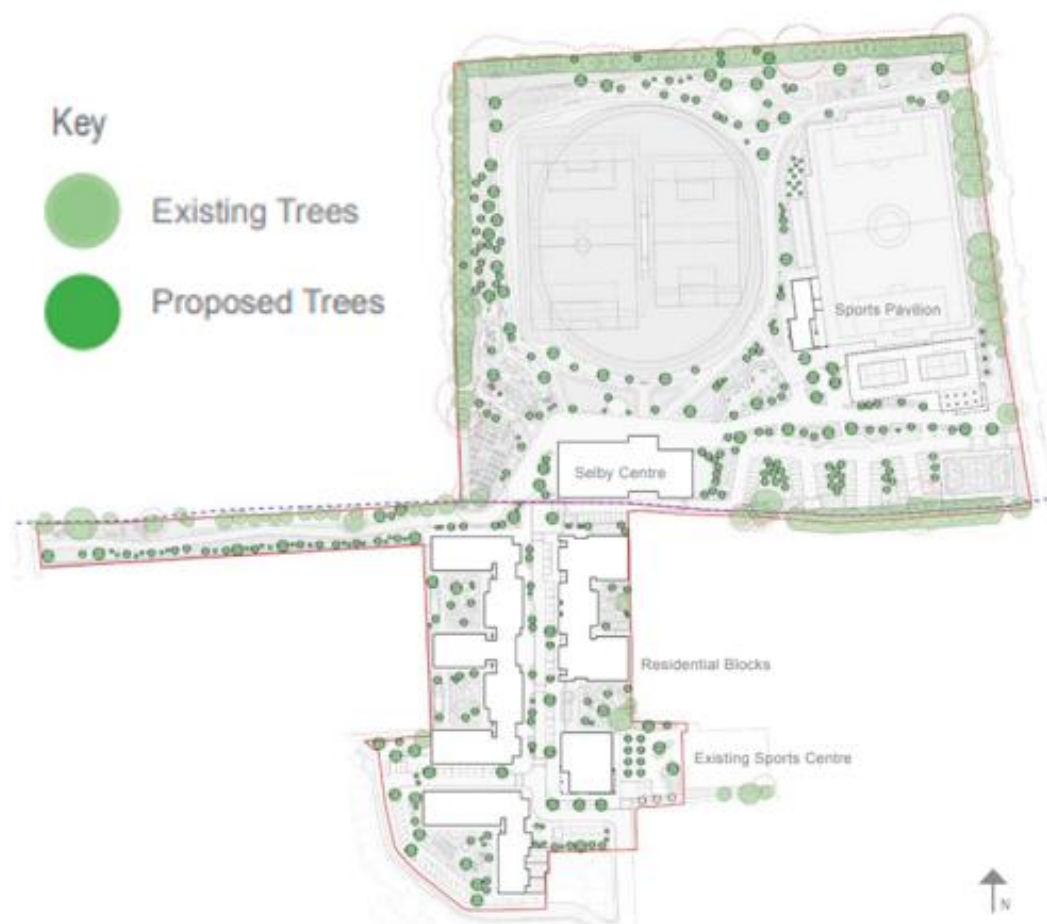 Key
Existing Trees
Proposed Trees
Sports Pavilion
Selby Centre
Residential Blocks
Existing Sports Centre
N